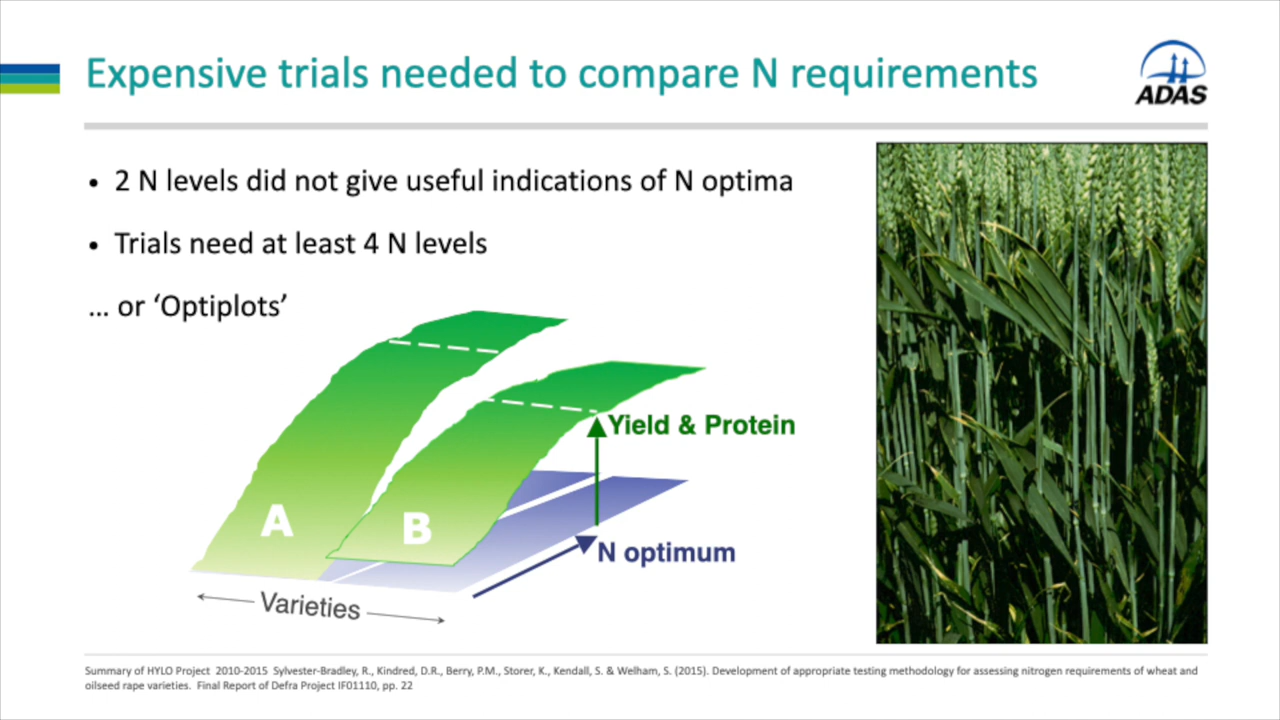 Expensive trials needed to compare N requirements
ADAS
• 2 N levels did not give useful indications of N optima
• Trials need at least 4 N levels
... or ‘Optiplots’
Yield & Protein
A
B
N optimum
Varieties
Summary of HYLO Project 2010-2015 Sylvester-Bradley, R., Kindred, D.R., Berry, P.M., Storer, K., Kendall, S. & Welham, S. (2015). Development of appropriate testing methodology for assessing nitrogen requirements of wheat and
oilseed rape varieties. Final Report of Defra Project IF01110, pp. 22